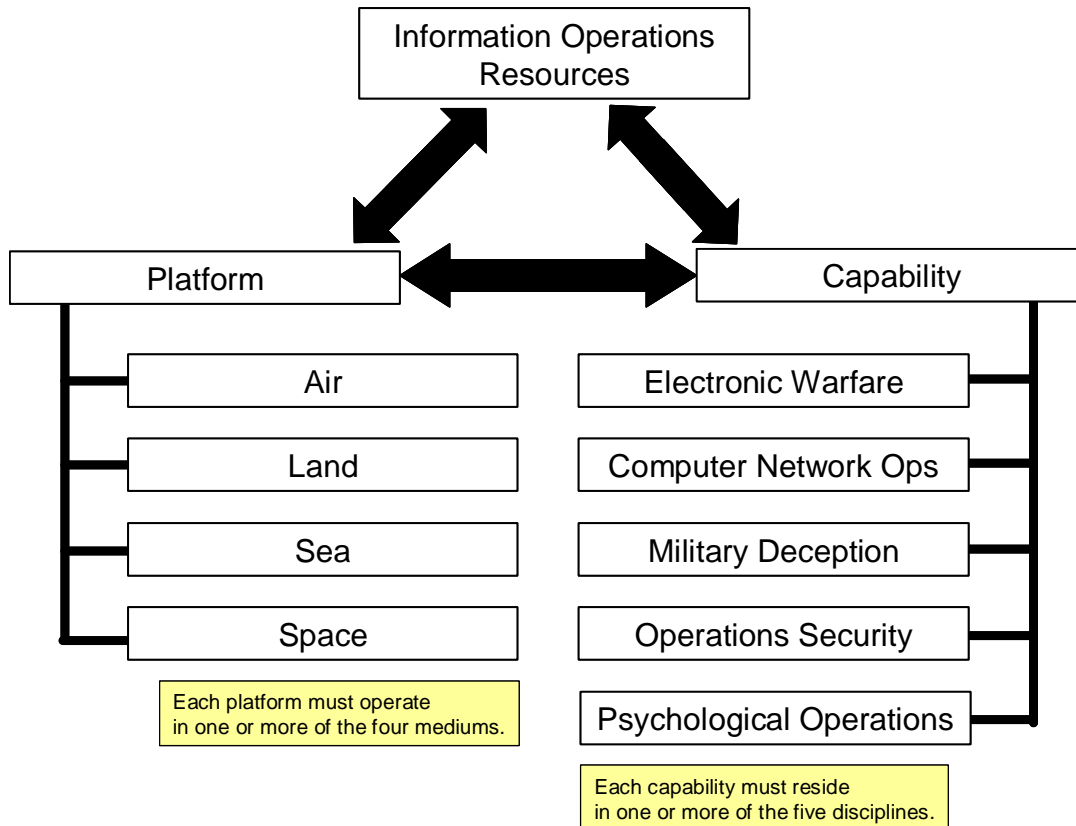 Information Operations
Resources
Platform
Capability
Air
Land
Sea
Space
Each platform must operate
in one or more of the four mediums.
Electronic Warfare
Computer Network Ops
Military Deception
Operations Security
Psychological Operations
Each capability must reside
in one or more of the five disciplines.